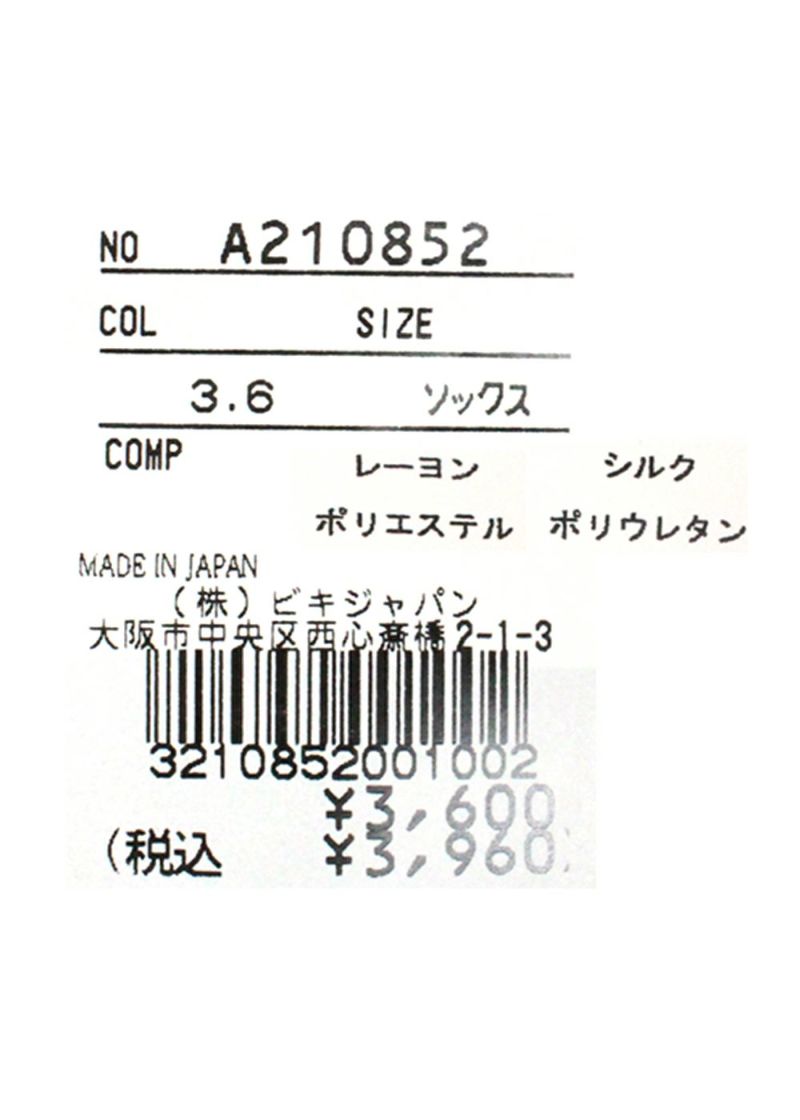 NO A210852
COL SIZE
3.6 ソックス
COMP レーヨン シルク
ポリエステル ポリウレタン
MADE IN JAPAN
(株)ビキジャパン
大阪市中央区西心斎橋2-1-3
3210852001002
¥3,600
(税込 ¥3,960)